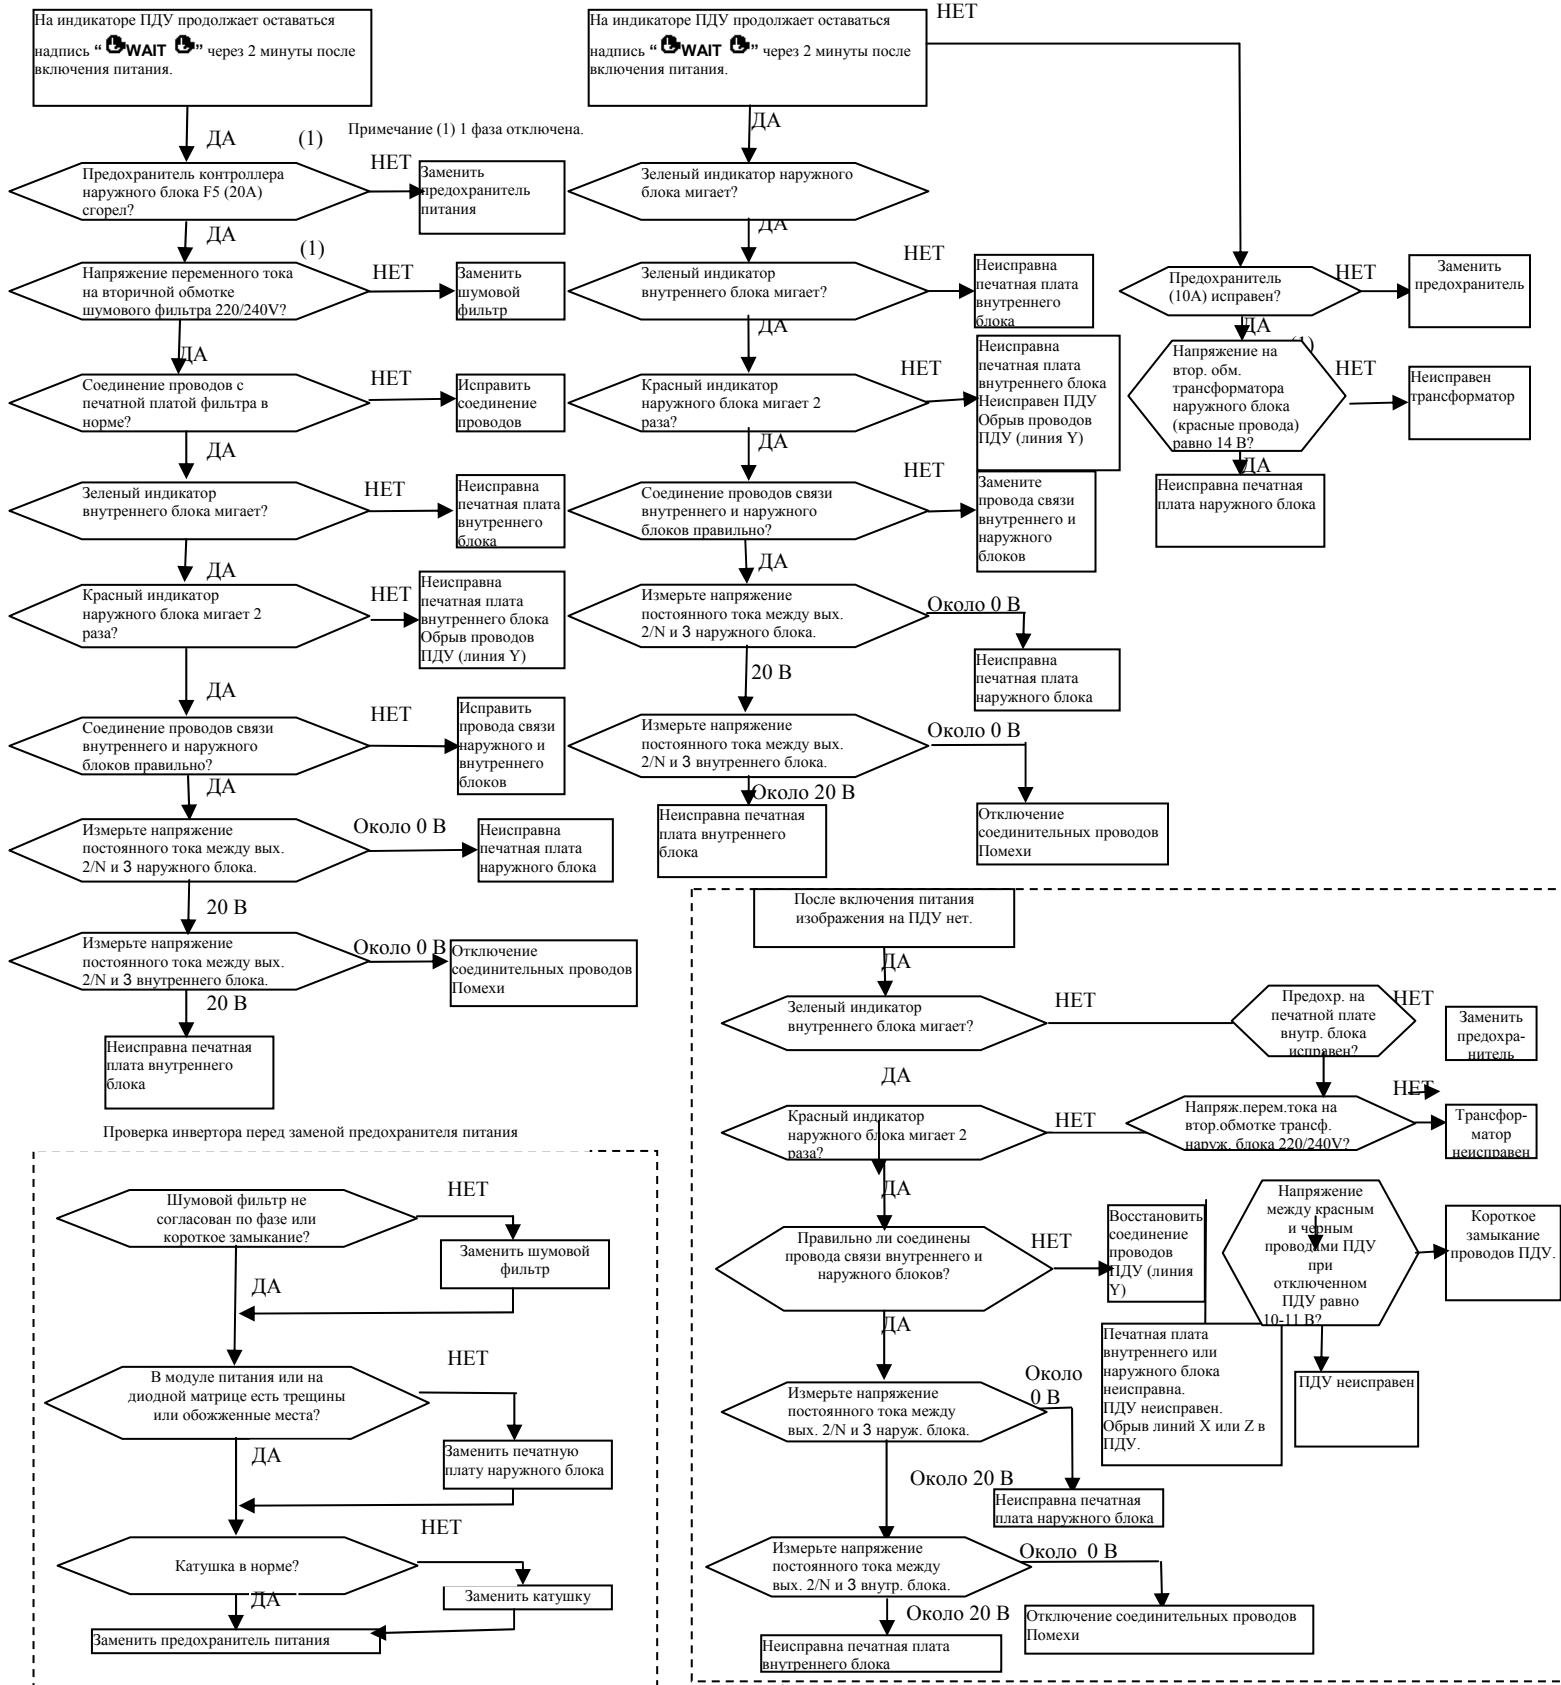 На индикаторе ПДУ продолжает оставаться
надпись “ WAIT ” через 2 минуты после
включения питания.
ДА
(1)
Примечание (1) 1 фаза отключена.
Предохранитель контроллера
наружного блока F5 (20А)
сгорел?
НЕТ
Заменить
предохранитель
питания
ДА
(1)
Напряжение переменного тока
на вторичной обмотке
шумового фильтра 220/240V?
НЕТ
Заменить
шумовой
фильтр
ДА
Соединение проводов с
печатной платой фильтра в
норме?
НЕТ
Исправить
соединение
проводов
ДА
Зеленый индикатор
внутреннего блока мигает?
НЕТ
Неисправна
печатная плата
внутреннего
блока
ДА
Красный индикатор
наружного блока мигает 2
раза?
НЕТ
Неисправна
печатная плата
внутреннего блока
Обрыв проводов
ПДУ (линия Y)
ДА
Соединение проводов связи
внутреннего и наружного
блоков правильно?
НЕТ
Исправить
провода связи
наружного и
внутреннего
блоков
ДА
Измерьте напряжение
постоянного тока между вых.
2/N и 3 наружного блока.
Около 0 В
Неисправна
печатная плата
наружного блока
20 В
Измерьте напряжение
постоянного тока между вых.
2/N и 3 внутреннего блока.
Около 0 В
Отключение
соединительных проводов
Помехи
20 В
Неисправна печатная
плата внутреннего
блока
На индикаторе ПДУ продолжает оставаться
надпись “ WAIT ” через 2 минуты после
включения питания.
НЕТ
ДА
Зеленый индикатор наружного
блока мигает?
ДА
Зеленый индикатор
внутреннего блока мигает?
НЕТ
Неисправна
печатная плата
внутреннего
блока
ДА
Красный индикатор
наружного блока мигает 2
раза?
НЕТ
Неисправна
печатная плата
внутреннего блока
Неисправен ПДУ
Обрыв проводов
ПДУ (линия Y)
ДА
Соединение проводов связи
внутреннего и наружного
блоков правильно?
НЕТ
Замените
провода связи
внутреннего и
наружного
блоков
ДА
Измерьте напряжение
постоянного тока между вых.
2/N и 3 наружного блока.
Около 0 В
Неисправна
печатная плата
наружного блока
20 В
Измерьте напряжение
постоянного тока между вых.
2/N и 3 внутреннего блока.
Около 0 В
Отключение
соединительных проводов
Помехи
Около 20 В
Неисправна печатная
плата внутреннего
блока
Предохранитель
(10А) исправен?
НЕТ
Заменить
предохранитель
ДА
(1)
Напряжение на
втор. обм.
трансформатора
наружного блока
(красные провода)
равно 14 В?
НЕТ
Неисправен
трансформатор
ДА
Неисправна печатная
плата наружного блока
После включения питания
изображения на ПДУ нет.
ДА
Зеленый индикатор
внутреннего блока мигает?
НЕТ
Предохр. на
печатной плате
внутр. блока
исправен?
НЕТ
Заменить
предохра-
нитель
ДА
Красный индикатор
наружного блока мигает 2
раза?
НЕТ
Напряж.перем.тока на
втор.обмотке трансф.
наруж. блока 220/240V?
НЕТ
Трансфор-
матор
неисправен
ДА
Правильно ли соединены
провода связи внутреннего и
наружного блоков?
НЕТ
Восстановить
соединение
проводов
ПДУ (линия
Y)
Напряжение
между красным
и черным
проводами ПДУ
при
отключенном
ПДУ равно
10-11 В?
Короткое
замыкание
проводов ПДУ.
ДА
Печатная плата
внутреннего или
наружного блока
неисправна.
ПДУ неисправен.
Обрыв линий X или Z в
ПДУ.
ПДУ неисправен
Измерьте напряжение
постоянного тока между
вых. 2/N и 3 наруж. блока.
Около
0 В
Неисправна печатная
плата наружного блока
Около 20 В
Измерьте напряжение
постоянного тока между
вых. 2/N и 3 внутр. блока.
Около 0 В
Отключение соединительных проводов
Помехи
Около 20 В
Неисправна печатная плата
внутреннего блока
Проверка инвертора перед заменой предохранителя питания
Шумовой фильтр не
согласован по фазе или
короткое замыкание?
НЕТ
Заменить шумовой
фильтр
ДА
В модуле питания или на
диодной матрице есть трещины
или обожженные места?
НЕТ
Заменить печатную
плату наружного блока
ДА
Катушка в норме?
НЕТ
Заменить катушку
ДА
Заменить предохранитель питания